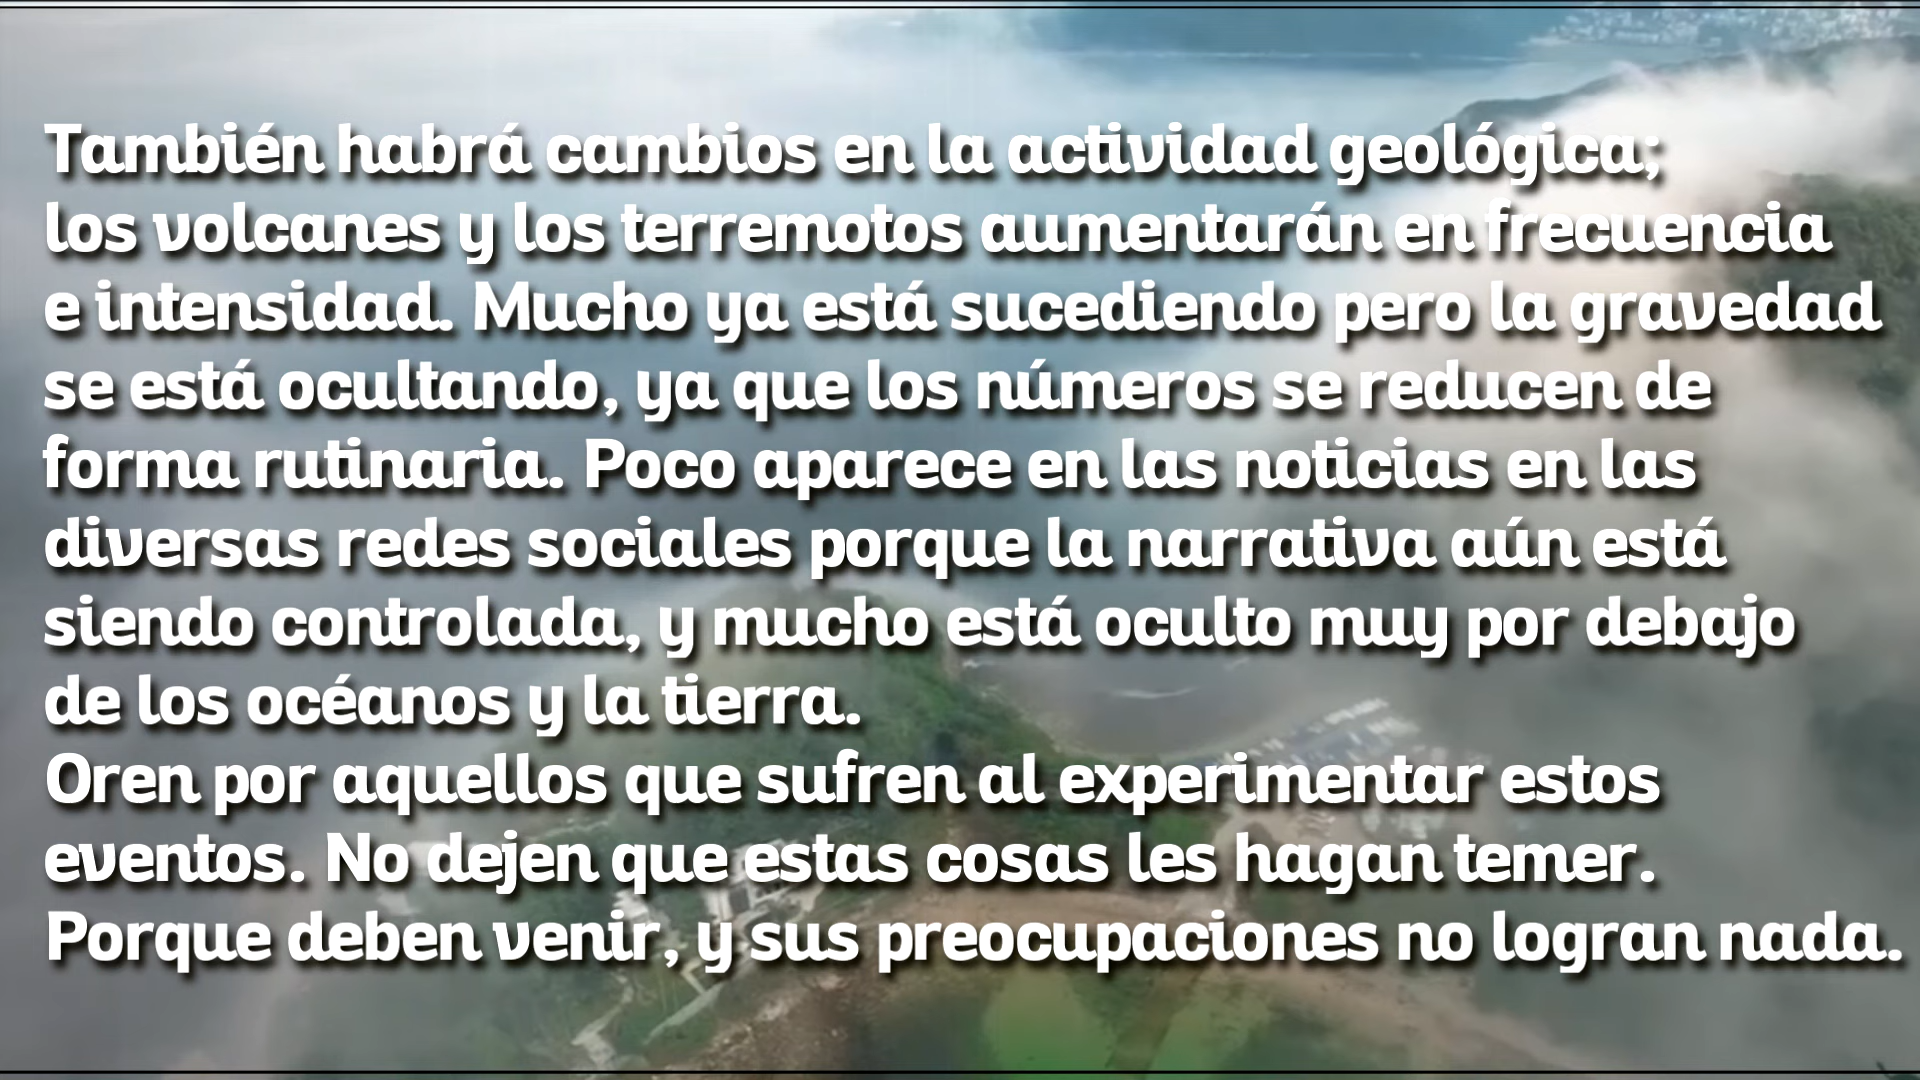 También habrá cambios en la actividad geológica;
los volcanes y los terremotos aumentarán en frecuencia
e intensidad. Mucho ya está sucediendo pero la gravedad
se está ocultando, ya que los números se reducen de
forma rutinaria. Poco aparece en las noticias en las
diversas redes sociales porque la narrativa aún está
siendo controlada, y mucho está oculto muy por debajo
de los océanos y la tierra.
Oren por aquellos que sufren al experimentar estos
eventos. No dejen que estas cosas les hagan temer.
Porque deben venir, y sus preocupaciones no logran nada.